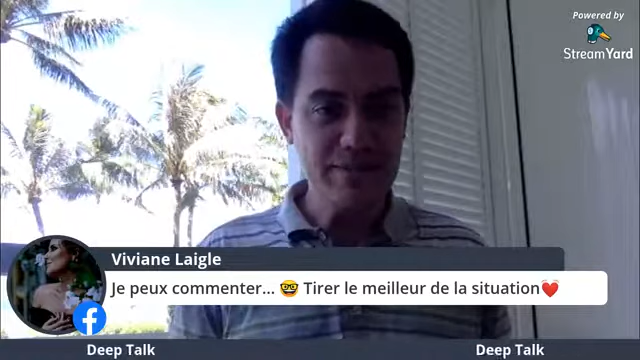 Powered by
StreamYard
Viviane Laigle
Je peux commenter... 🤓 Tirer le meilleur de la situation❤️
Deep Talk Deep Talk